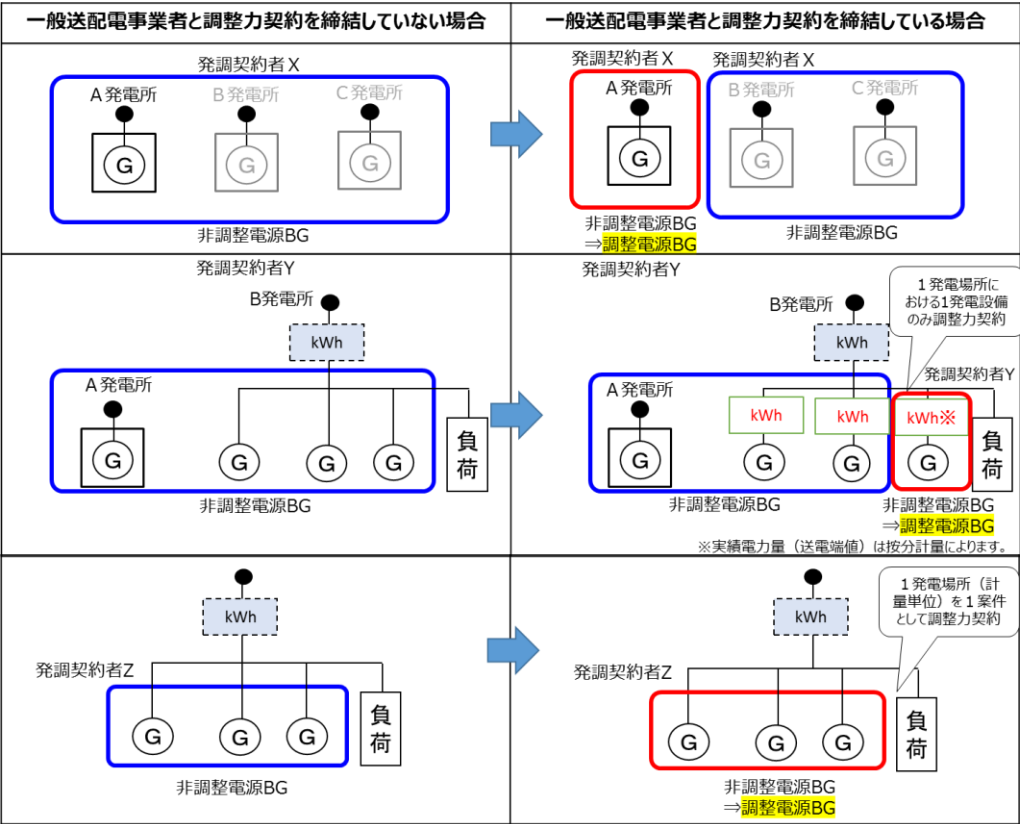 一般送配電事業者と調整力契約を締結していない場合
一般送配電事業者と調整力契約を締結している場合
発調契約者X
A発電所
B発電所
C発電所
G
G
G
非調整電源BG
発調契約者X
発調契約者X
A発電所
B発電所
C発電所
G
G
G
非調整電源BG
⇒調整電源BG
非調整電源BG
発調契約者Y
B発電所
kWh
A発電所
G
G
G
G
負荷
非調整電源BG
発調契約者Y
1発電場所に
おける1発電設備
のみ調整力契約
B発電所
kWh
発調契約者Y
A発電所
kWh
kWh
kWh※
G
G
G
G
負荷
非調整電源BG
非調整電源BG
⇒調整電源BG
※実績電力量（送電端値）は按分計量によります。
kWh
発調契約者Z
G
G
G
負荷
非調整電源BG
1発電場所（計
量単位）を1案件
として調整力契約
kWh
発調契約者Z
G
G
G
負荷
非調整電源BG
⇒調整電源BG